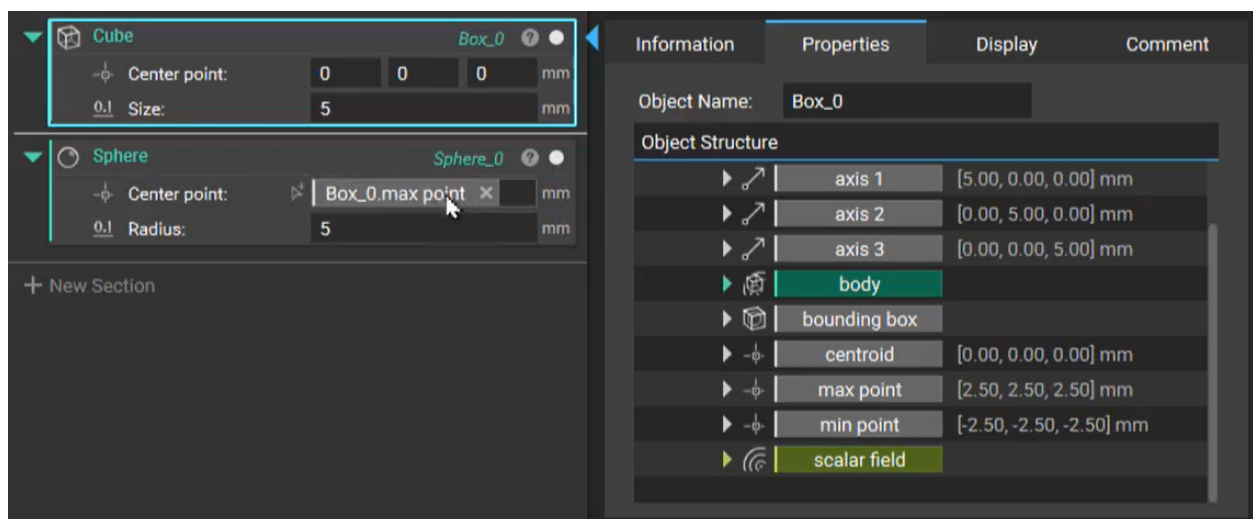 Cube Box_0 ?
Center point: 0 0 0 mm
0.1 Size: 5 mm
Sphere Sphere_0 ?
Center point: Box_0.max point × mm
0.1 Radius: 5 mm
+ New Section
Information Properties Display Comment
Object Name: Box_0
Object Structure
axis 1 [5.00, 0.00, 0.00] mm
axis 2 [0.00, 5.00, 0.00] mm
axis 3 [0.00, 0.00, 5.00] mm
body
bounding box
centroid [0.00, 0.00, 0.00] mm
max point [2.50, 2.50, 2.50] mm
min point [-2.50, -2.50, -2.50] mm
scalar field